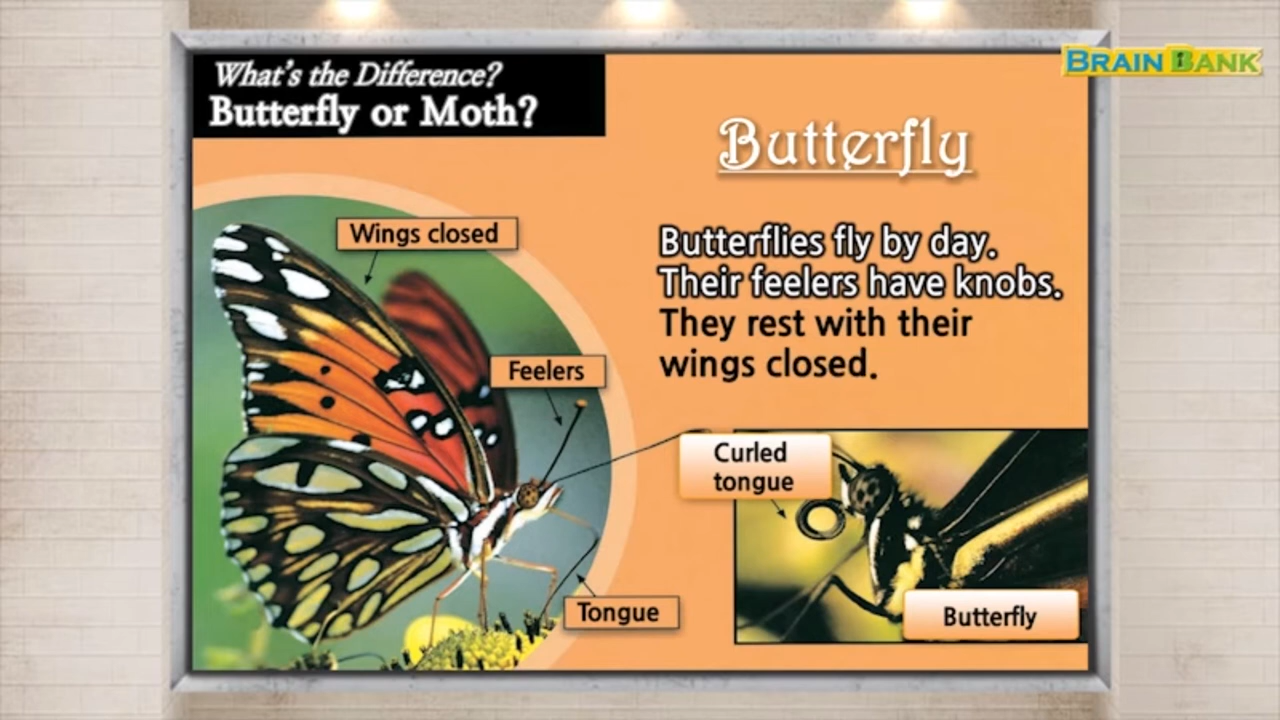 What's the Difference?
Butterfly or Moth?
BRAIN BANK
Butterfly
Wings closed
Butterflies fly by day.
Their feelers have knobs.
They rest with their
wings closed.
Feelers
Curled
tongue
Tongue
Butterfly